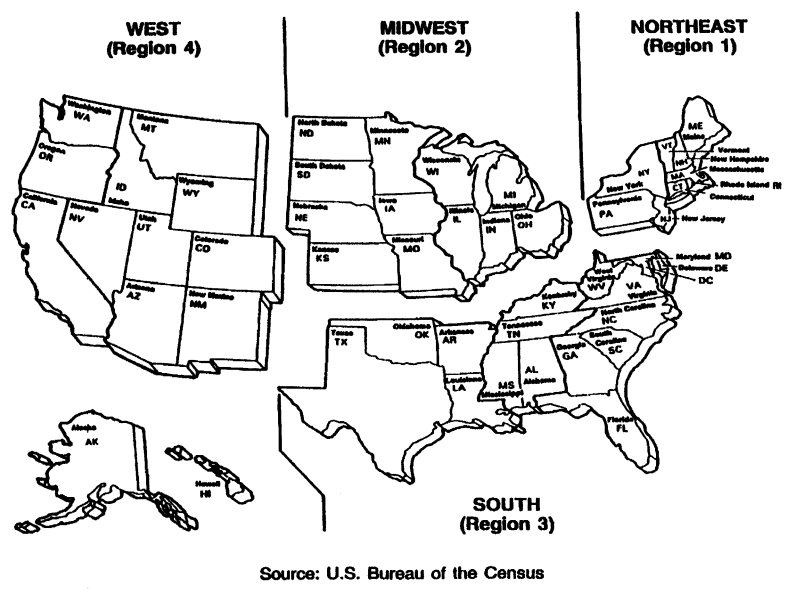 WEST
(Region 4)
MIDWEST
(Region 2)
NORTHEAST
(Region 1)
Washington
WA
Montana
MT
Oregon
OR
ID
Idaho
Wyoming
WY
California
CA
Nevada
NV
Utah
UT
Colorado
CO
Arizona
AZ
New Mexico
NM
Alaska
AK
Hawaii
HI
North Dakota
ND
Minnesota
MN
South Dakota
SD
Wisconsin
WI
MI
Michigan
Nebraska
NE
Iowa
IA
Illinois
IL
Indiana
IN
Ohio
OH
Kansas
KS
Missouri
MO
ME
Maine
VT
Vermont
NH
New Hampshire
NY
New York
MA
Massachusetts
Rhode Island RI
CT
Connecticut
Pennsylvania
PA
NJ
New Jersey
Maryland MD
Delaware DE
DC
West
Virginia
WV
VA
Virginia
Kentucky
KY
North Carolina
NC
Tennessee
TN
South
Carolina
SC
Texas
TX
Oklahoma
OK
Arkansas
AR
Georgia
GA
Louisiana
LA
MS
Mississippi
AL
Alabama
Florida
FL
SOUTH
(Region 3)
Source: U.S. Bureau of the Census